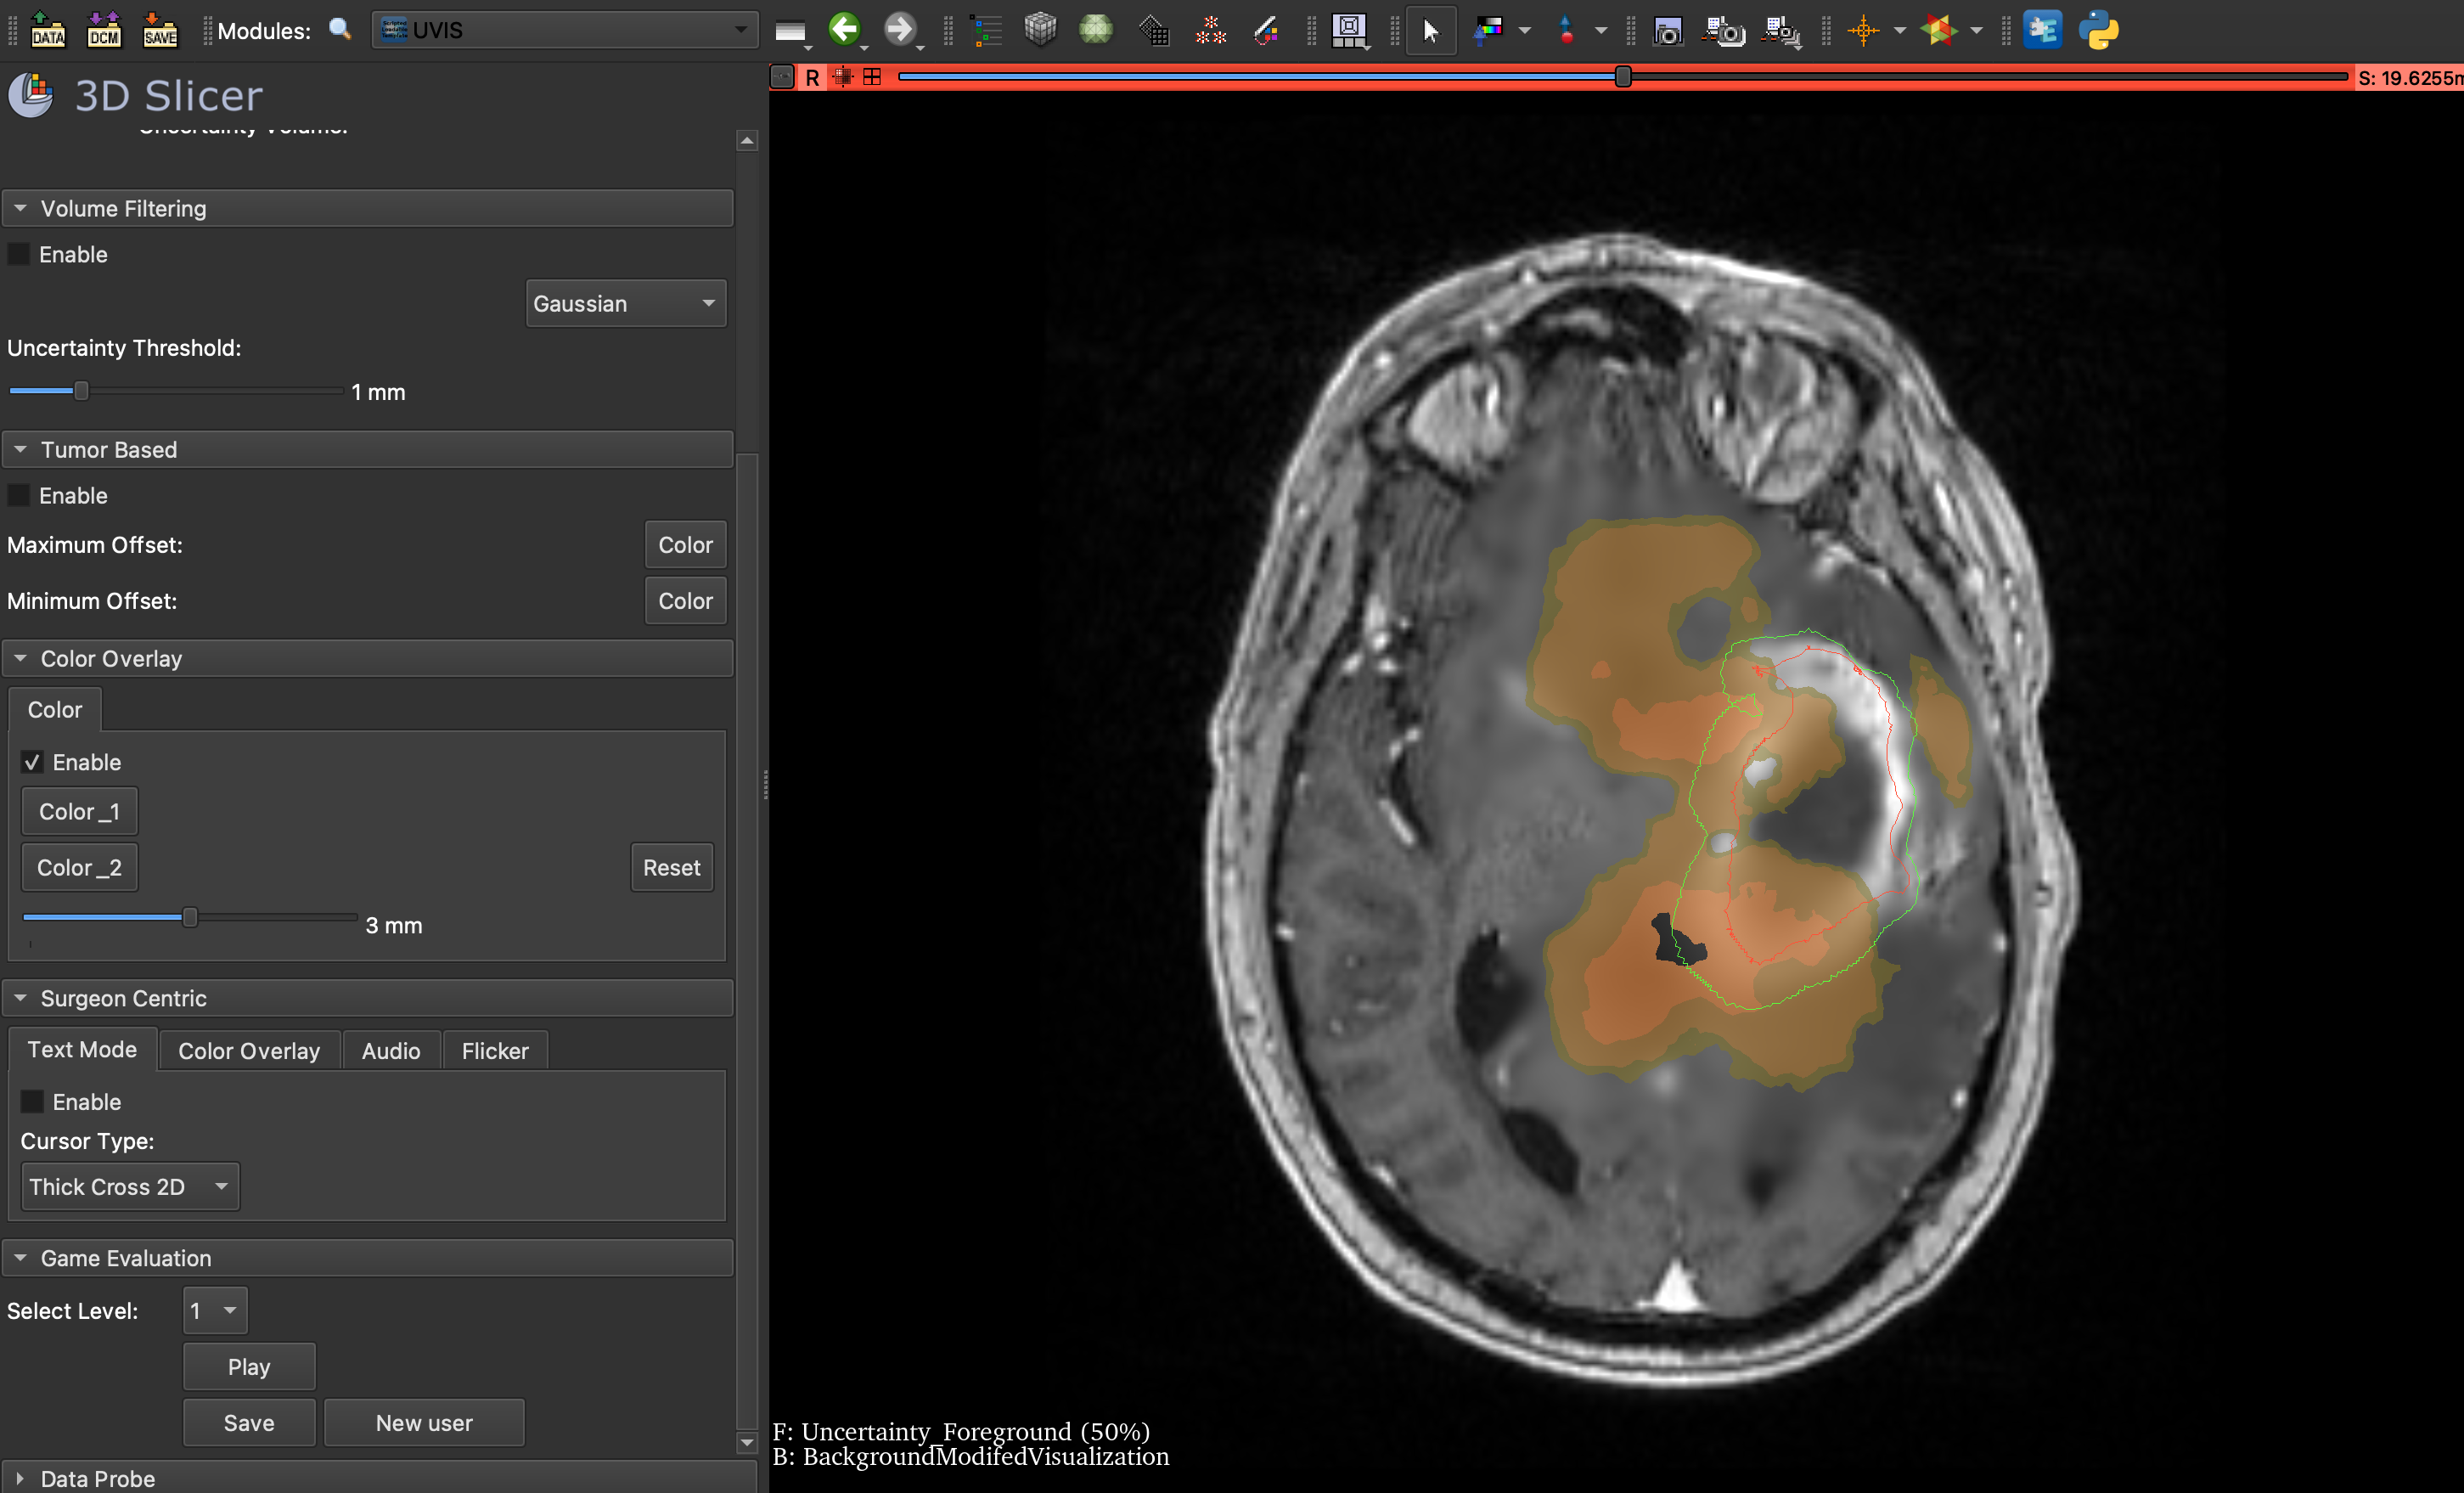 DATA DCM SAVE Modules: UVIS
3D Slicer
R S: 19.6255m
Uncertainty Volume:
Volume Filtering
Enable
Gaussian
Uncertainty Threshold:
1 mm
Tumor Based
Enable
Maximum Offset: Color
Minimum Offset: Color
Color Overlay
Color
Enable
Color _1
Color _2 Reset
3 mm
Surgeon Centric
Text Mode Color Overlay Audio Flicker
Enable
Cursor Type:
Thick Cross 2D
Game Evaluation
Select Level: 1
Play
Save New user
Data Probe
F: Uncertainty_Foreground (50%)
B: BackgroundModifedVisualization